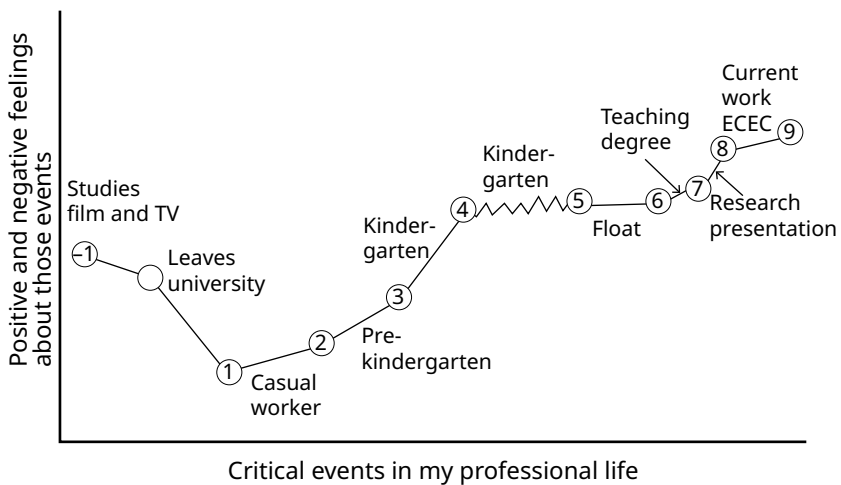 Positive and negative feelings
about those events
Studies
film and TV
–1
Leaves
university
1
Casual
worker
2
Pre-
kindergarten
3
Kinder-
garten
4
Kinder-
garten
5
Float
6
Teaching
degree
7
Research
presentation
8
Current
work
ECEC
9
Critical events in my professional life